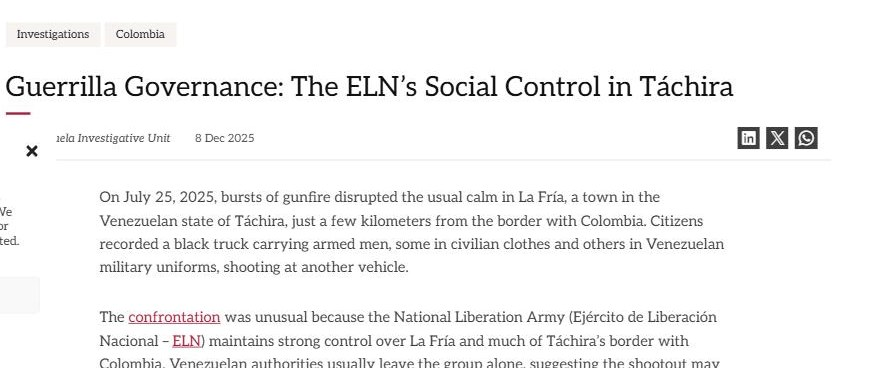 Investigations
Colombia
Guerrilla Governance: The ELN’s Social Control in Táchira
Investigative Unit 8 Dec 2025
On July 25, 2025, bursts of gunfire disrupted the usual calm in La Fría, a town in the
Venezuelan state of Táchira, just a few kilometers from the border with Colombia. Citizens
recorded a black truck carrying armed men, some in civilian clothes and others in Venezuelan
military uniforms, shooting at another vehicle.
The confrontation was unusual because the National Liberation Army (Ejército de Liberación
Nacional – ELN) maintains strong control over La Fría and much of Táchira’s border with
Colombia. Venezuelan authorities usually leave the group alone, suggesting the shootout may